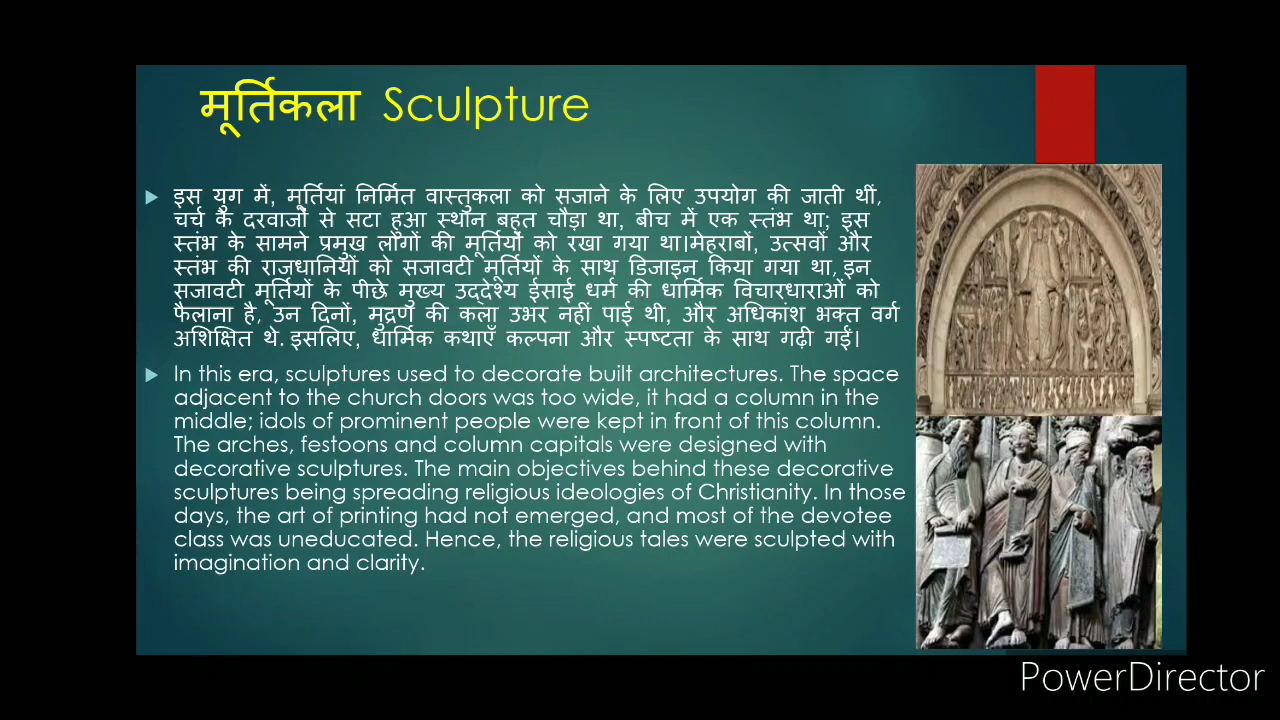 मूर्तिकला Sculpture
इस युग में, मूर्तियां निर्मित वास्तुकला को सजाने के लिए उपयोग की जाती थीं,
चर्च के दरवाजों से सटा हुआ स्थान बहुत चौड़ा था, बीच में एक स्तंभ था; इस
स्तंभ के सामने प्रमुख लोगों की मूर्तियों को रखा गया था।मेहराबों, उत्सवों और
स्तंभ की राजधानियों को सजावटी मूर्तियों के साथ डिजाइन किया गया था, इन
सजावटी मूर्तियों के पीछे मुख्य उद्देश्य ईसाई धर्म की धार्मिक विचारधाराओं को
फैलाना है, उन दिनों, मुद्रण की कला उभर नहीं पाई थी, और अधिकांश भक्त वर्ग
अशिक्षित थे. इसलिए, धार्मिक कथाएँ कल्पना और स्पष्टता के साथ गढ़ी गईं।
In this era, sculptures used to decorate built architectures. The space
adjacent to the church doors was too wide, it had a column in the
middle; idols of prominent people were kept in front of this column.
The arches, festoons and column capitals were designed with
decorative sculptures. The main objectives behind these decorative
sculptures being spreading religious ideologies of Christianity. In those
days, the art of printing had not emerged, and most of the devotee
class was uneducated. Hence, the religious tales were sculpted with
imagination and clarity.
PowerDirector